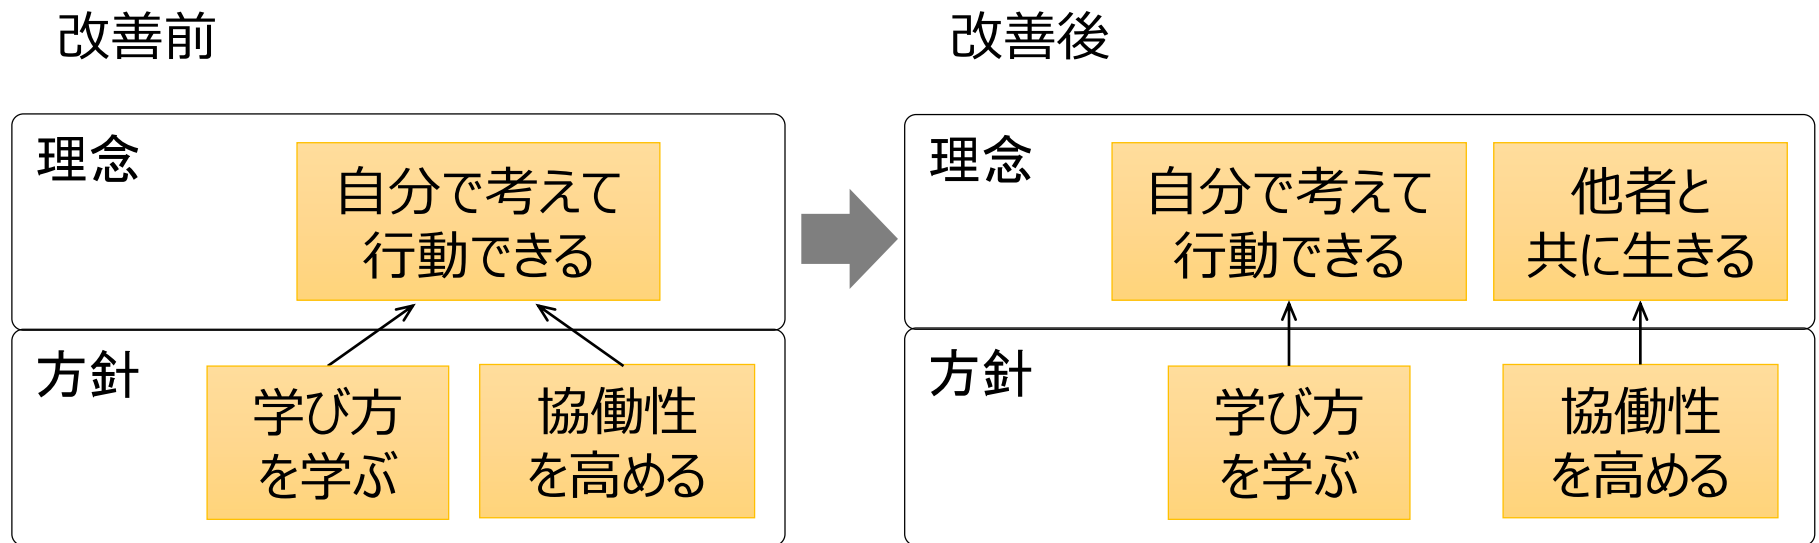 改善前
改善後
理念
自分で考えて
行動できる
方針
学び方
を学ぶ
協働性
を高める
理念
自分で考えて
行動できる
他者と
共に生きる
方針
学び方
を学ぶ
協働性
を高める